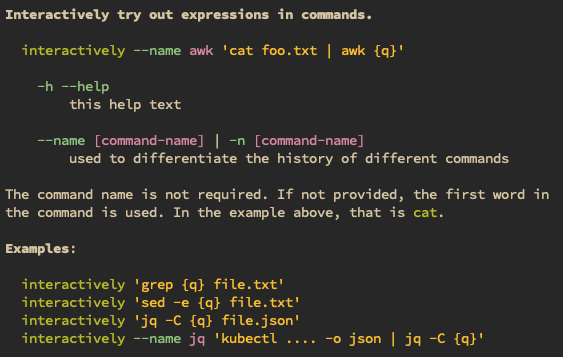 Interactively try out expressions in commands.
interactively --name awk 'cat foo.txt | awk {q}'
-h --help
this help text
--name [command-name] | -n [command-name]
used to differentiate the history of different commands
The command name is not required. If not provided, the first word in
the command is used. In the example above, that is cat.
Examples:
interactively 'grep {q} file.txt'
interactively 'sed -e {q} file.txt'
interactively 'jq -C {q} file.json'
interactively --name jq 'kubectl .... -o json | jq -C {q}'